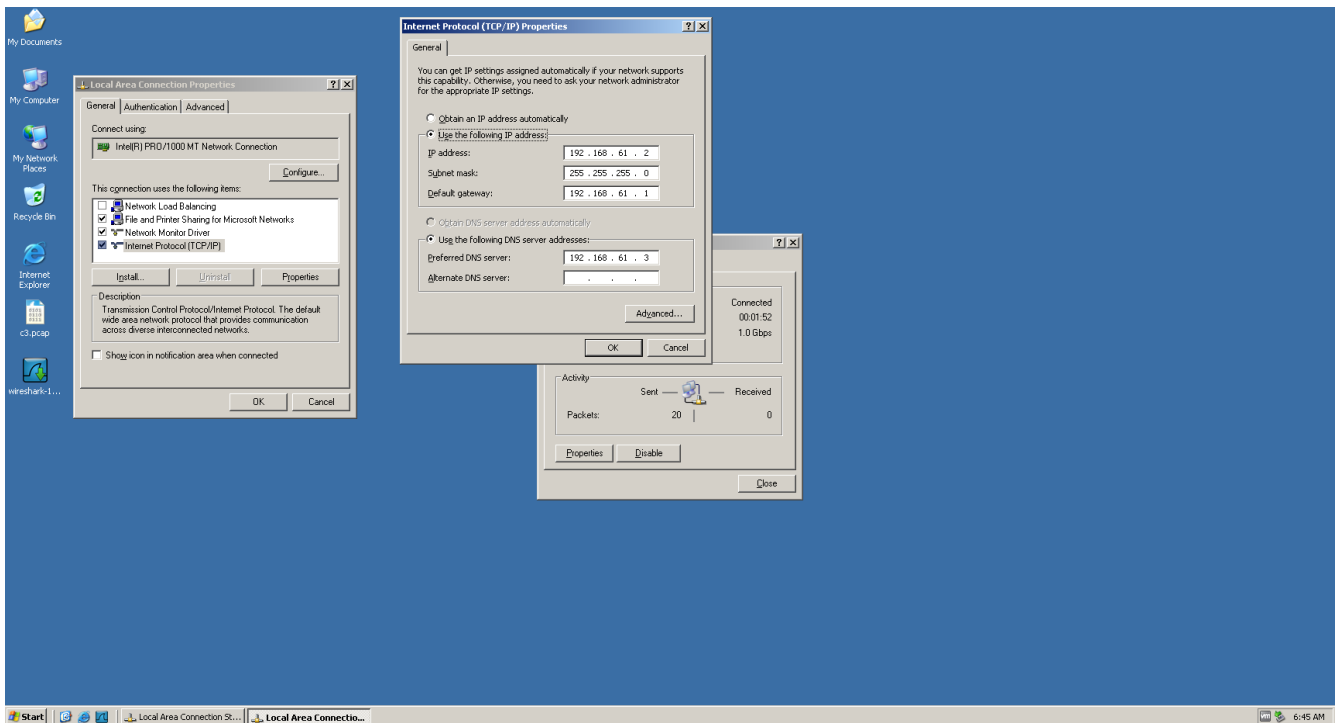 My Documents
My Computer
My Network
Places
Recycle Bin
Internet
Explorer
c3.pcap
wireshark-1...
Local Area Connection Properties
General
Authentication
Advanced
Connect using:
Intel(R) PRO/1000 MT Network Connection
Configure...
This connection uses the following items:
Network Load Balancing
File and Printer Sharing for Microsoft Networks
Network Monitor Driver
Internet Protocol (TCP/IP)
Install...
Uninstall
Properties
Description
Transmission Control Protocol/Internet Protocol. The default
wide area network protocol that provides communication
across diverse interconnected networks.
Show icon in notification area when connected
OK
Cancel
Internet Protocol (TCP/IP) Properties
General
You can get IP settings assigned automatically if your network supports
this capability. Otherwise, you need to ask your network administrator
for the appropriate IP settings.
Obtain an IP address automatically
Use the following IP address:
IP address: 192 . 168 . 61 . 2
Subnet mask: 255 . 255 . 255 . 0
Default gateway: 192 . 168 . 61 . 1
Obtain DNS server address automatically
Use the following DNS server addresses:
Preferred DNS server: 192 . 168 . 61 . 3
Alternate DNS server: . . .
Advanced...
OK
Cancel
Connected
00:01:52
1.0 Gbps
Activity
Sent — — Received
Packets: 20 | 0
Properties
Disable
Close
Start
Local Area Connection St...
Local Area Connectio...
6:45 AM